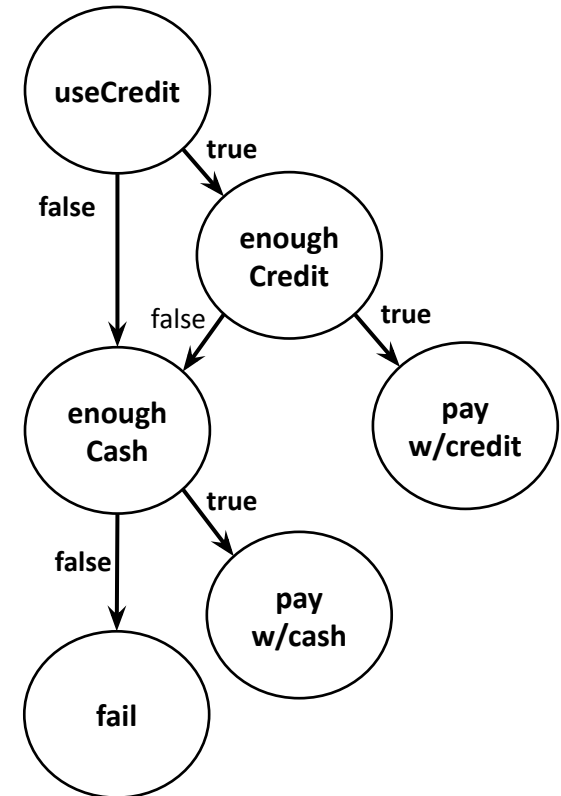 useCredit
true
false
enough
Credit
false
true
enough
Cash
pay
w/credit
true
false
pay
w/cash
fail